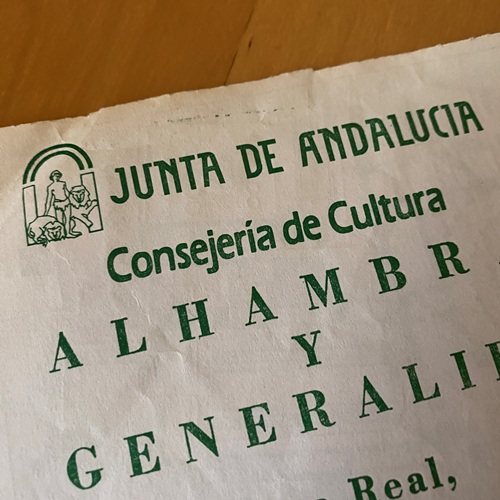 JUNTA DE ANDALUCIA
Consejería de Cultura
ALHAMBR
Y
GENERALI
Real,